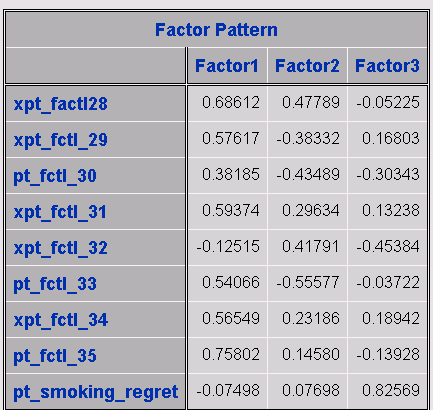 Factor Pattern
Factor1 Factor2 Factor3
xpt_factl28 0.68612 0.47789 -0.05225
xpt_fctl_29 0.57617 -0.38332 0.16803
pt_fctl_30 0.38185 -0.43489 -0.30343
xpt_fctl_31 0.59374 0.29634 0.13238
xpt_fctl_32 -0.12515 0.41791 -0.45384
pt_fctl_33 0.54066 -0.55577 -0.03722
xpt_fctl_34 0.56549 0.23186 0.18942
pt_fctl_35 0.75802 0.14580 -0.13928
pt_smoking_regret -0.07498 0.07698 0.82569